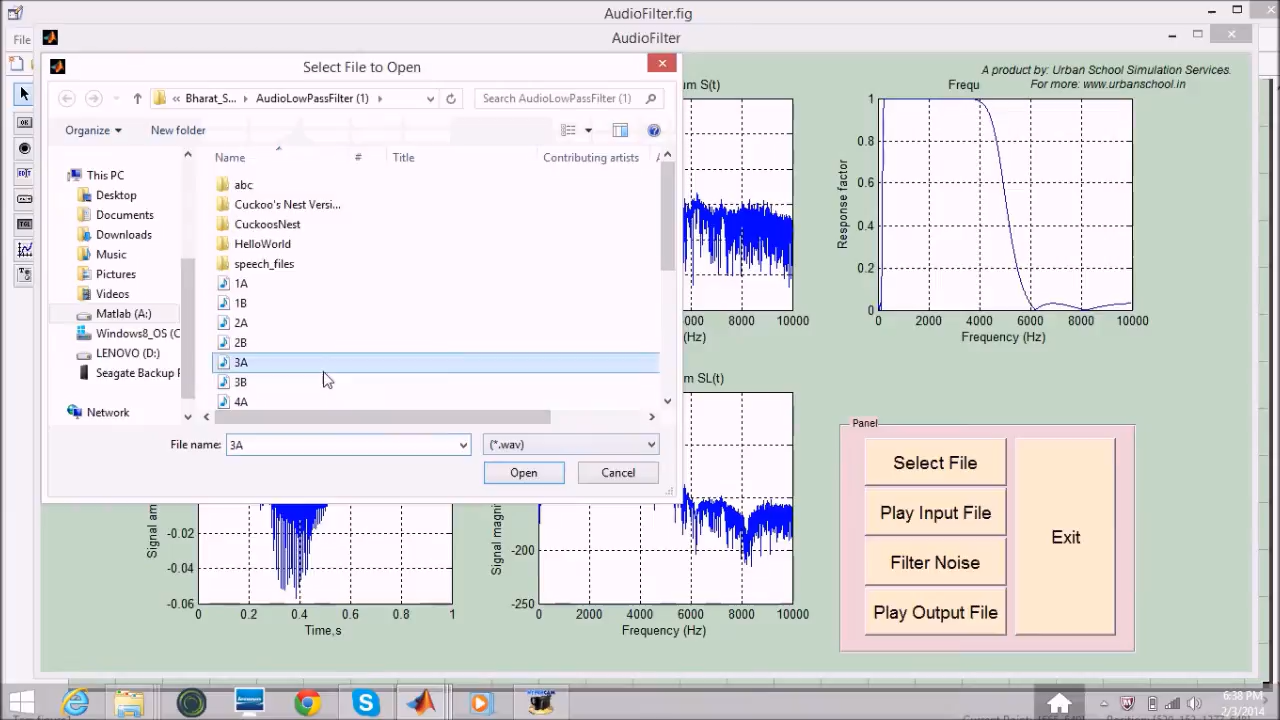 AudioFilter.fig
File
AudioFilter
Select File to Open
« Bharat_S... AudioLowPassFilter (1)
Search AudioLowPassFilter (1)
Organize
New folder
Name # Title Contributing artists
This PC
Desktop
Documents
Downloads
Music
Pictures
Videos
Matlab (A:)
Windows8_OS (C
LENOVO (D:)
Seagate Backup
Network
abc
Cuckoo's Nest Versi...
CuckoosNest
HelloWorld
speech_files
1A
1B
2A
2B
3A
3B
4A
File name: 3A
(*.wav)
Open
Cancel
A product by: Urban School Simulation Services.
For more: www.urbanschool.in
m S(t)
Frequ
1
0.8
0.6
0.4
0.2
0
Response factor
0 2000 4000 6000 8000 10000
Frequency (Hz)
6000 8000 10000
(Hz)
m SL(t)
Signal am
-0.02
-0.04
-0.06
0 0.2 0.4 0.6 0.8 1
Time,s
Signal magni
-200
-250
0 2000 4000 6000 8000 10000
Frequency (Hz)
Panel
Select File
Play Input File
Filter Noise
Play Output File
Exit
6:38 PM
2/3/2014